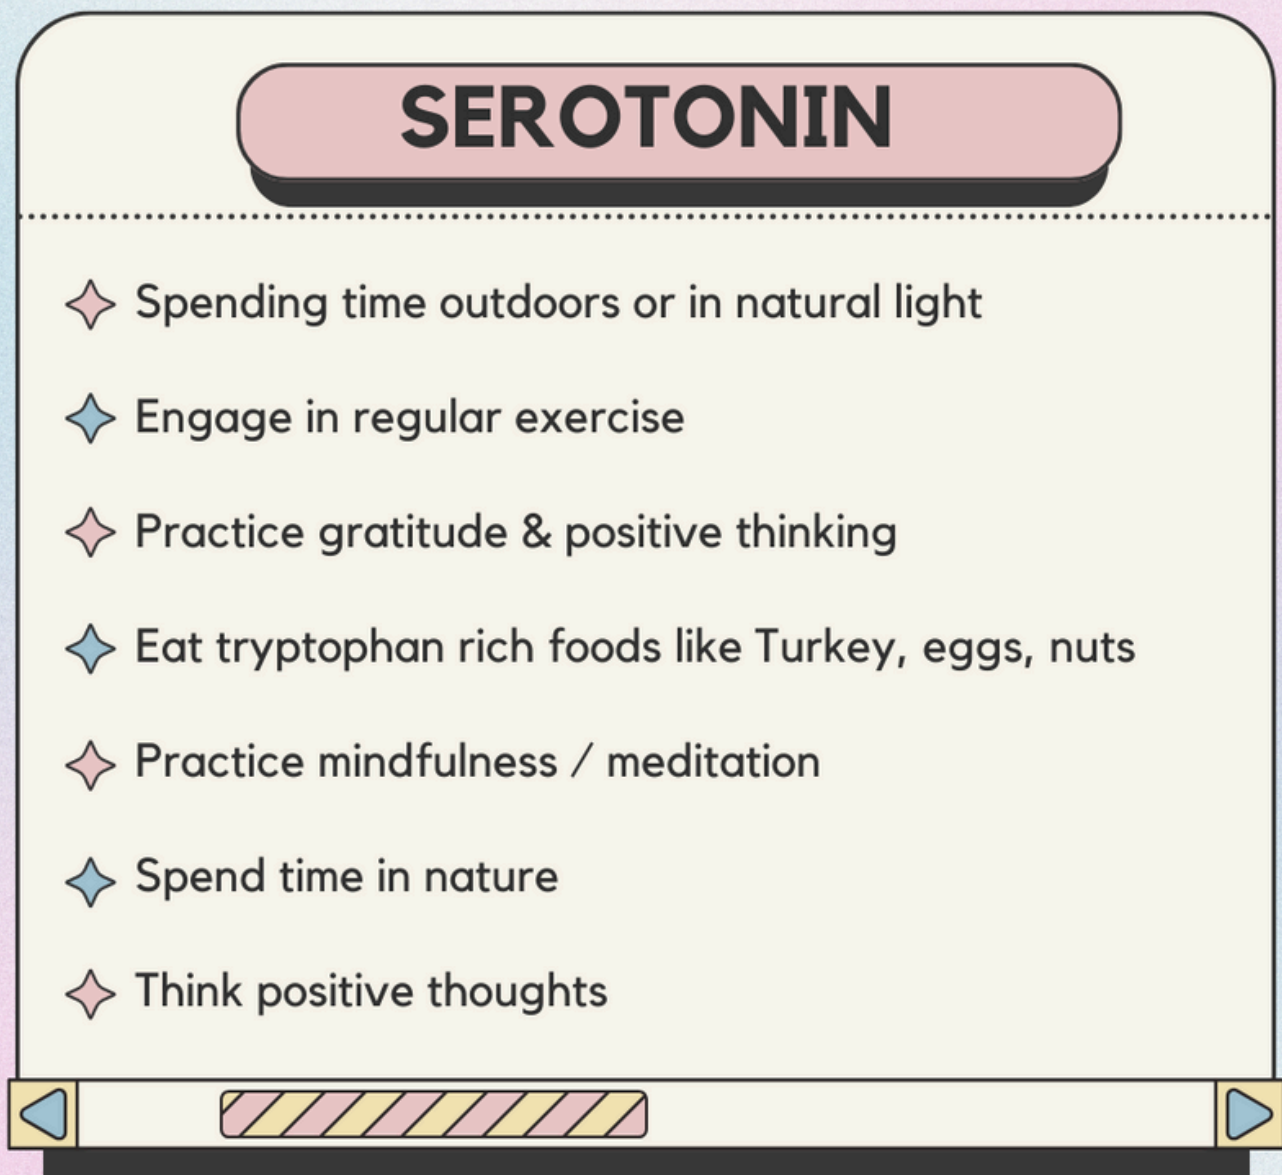 SEROTONIN
Spending time outdoors or in natural light
Engage in regular exercise
Practice gratitude & positive thinking
Eat tryptophan rich foods like Turkey, eggs, nuts
Practice mindfulness / meditation
Spend time in nature
Think positive thoughts